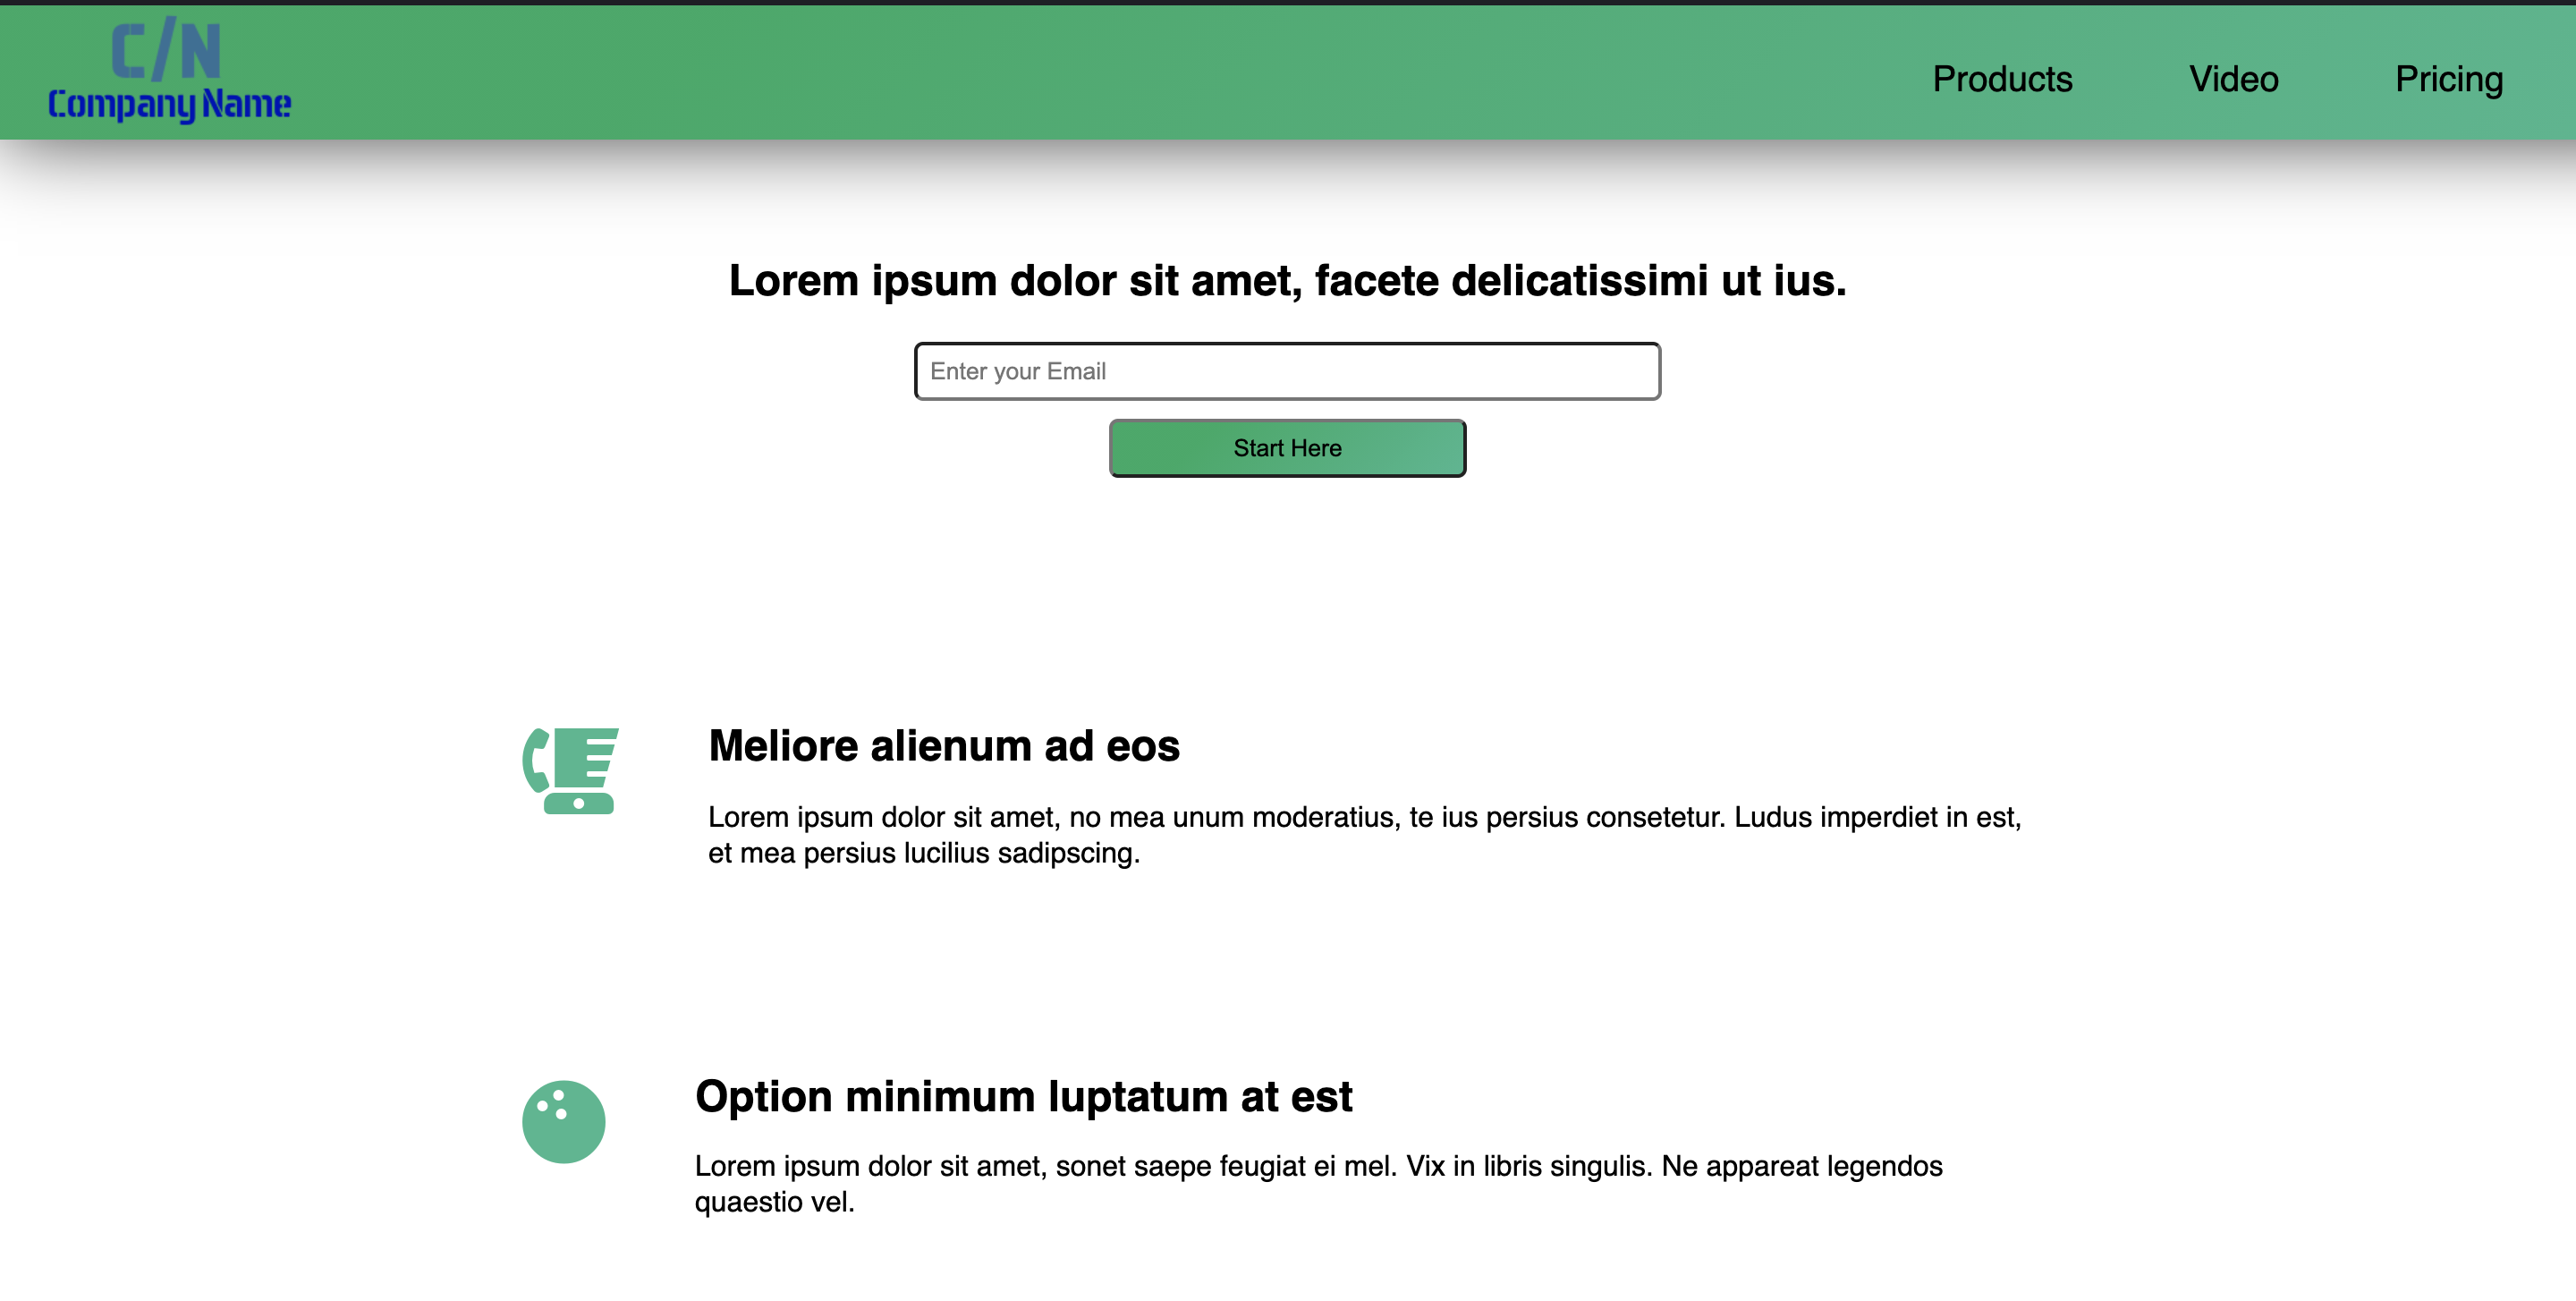 C/N
Company Name
Products Video Pricing
Lorem ipsum dolor sit amet, facete delicatissimi ut ius.
Enter your Email
Start Here
Meliore alienum ad eos
Lorem ipsum dolor sit amet, no mea unum moderatius, te ius persius consetetur. Ludus imperdiet in est,
et mea persius lucilius sadipscing.
Option minimum luptatum at est
Lorem ipsum dolor sit amet, sonet saepe feugiat ei mel. Vix in libris singulis. Ne appareat legendos
quaestio vel.